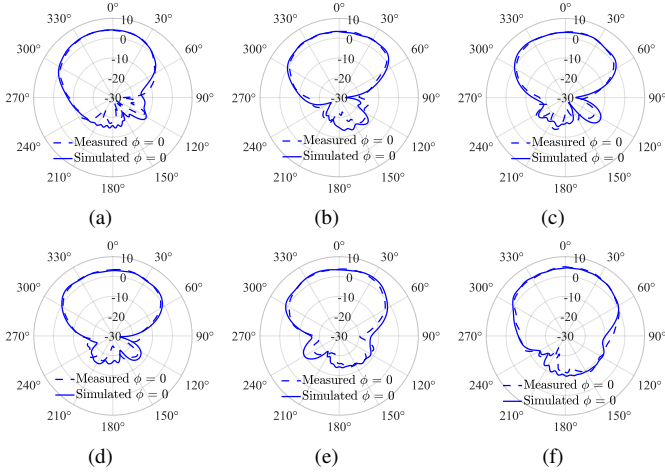 0° 10 30° 60° 90° 120° 150° 180° 210° 240° 270° 300° 330° 0 -10 -20 -30
Measured ϕ = 0
Simulated ϕ = 0
(a)
0° 10 30° 60° 90° 120° 150° 180° 210° 240° 270° 300° 330° 0 -10 -20 -30
Measured ϕ = 0
Simulated ϕ = 0
(b)
0° 10 30° 60° 90° 120° 150° 180° 210° 240° 270° 300° 330° 0 -10 -20 -30
Measured ϕ = 0
Simulated ϕ = 0
(c)
0° 10 30° 60° 90° 120° 150° 180° 210° 240° 270° 300° 330° 0 -10 -20 -30
Measured ϕ = 0
Simulated ϕ = 0
(d)
0° 10 30° 60° 90° 120° 150° 180° 210° 240° 270° 300° 330° 0 -10 -20 -30
Measured ϕ = 0
Simulated ϕ = 0
(e)
0° 10 30° 60° 90° 120° 150° 180° 210° 240° 270° 300° 330° 0 -10 -20 -30
Measured ϕ = 0
Simulated ϕ = 0
(f)